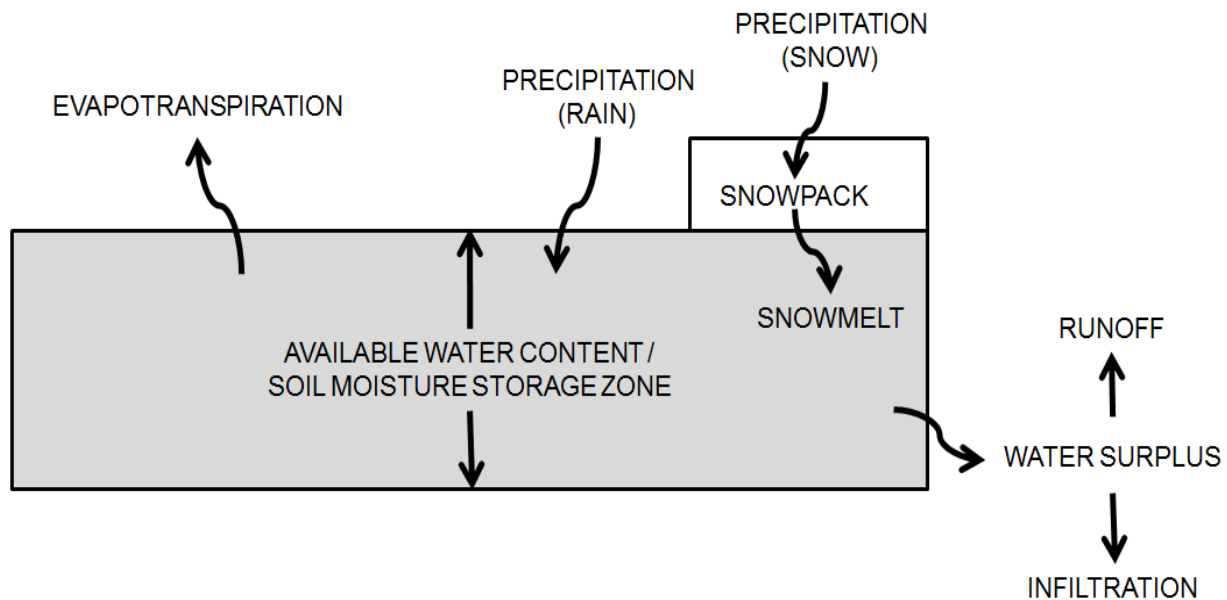 PRECIPITATION
(SNOW)
PRECIPITATION
(RAIN)
EVAPOTRANSPIRATION
SNOWPACK
SNOWMELT
AVAILABLE WATER CONTENT /
SOIL MOISTURE STORAGE ZONE
RUNOFF
WATER SURPLUS
INFILTRATION